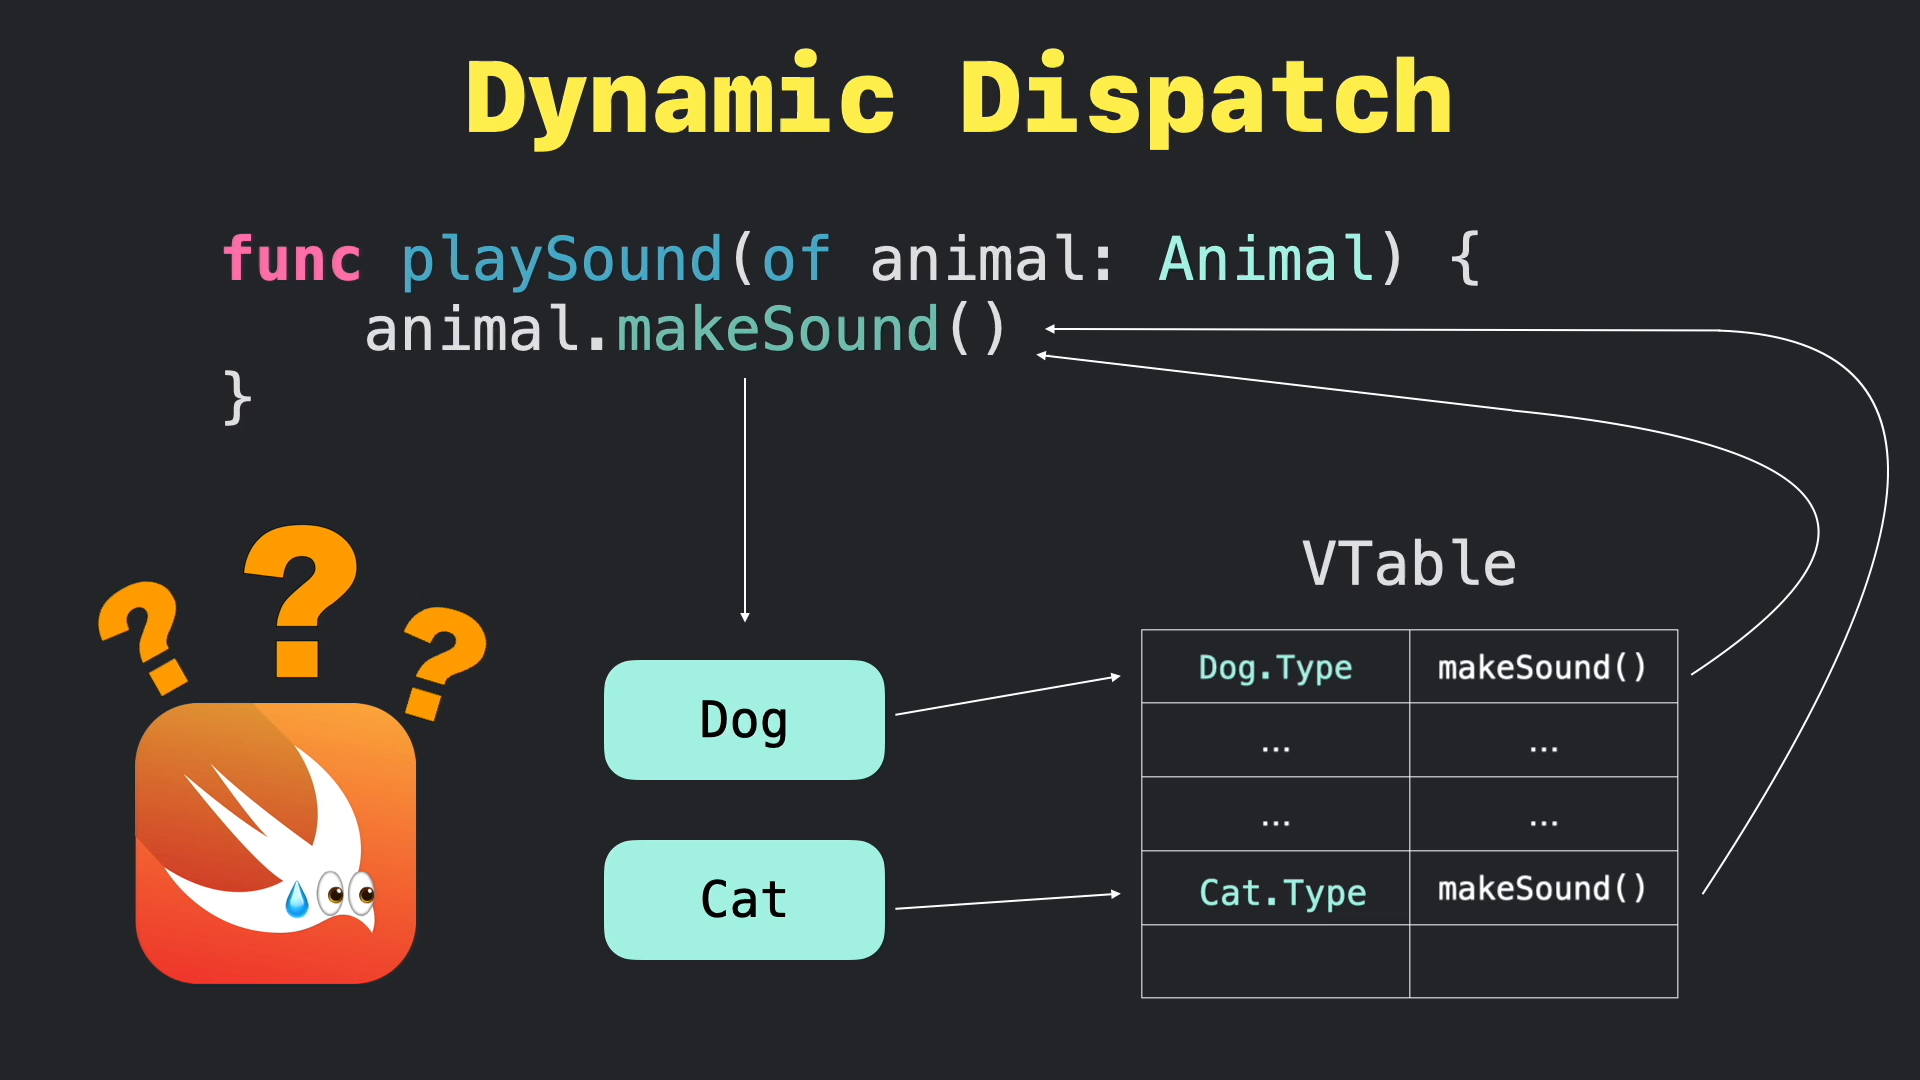 Dynamic Dispatch
func playSound(of animal: Animal) {
animal.makeSound()
}
? ? ?
VTable
Dog
Cat
Dog.Type makeSound()
... ...
... ...
Cat.Type makeSound()